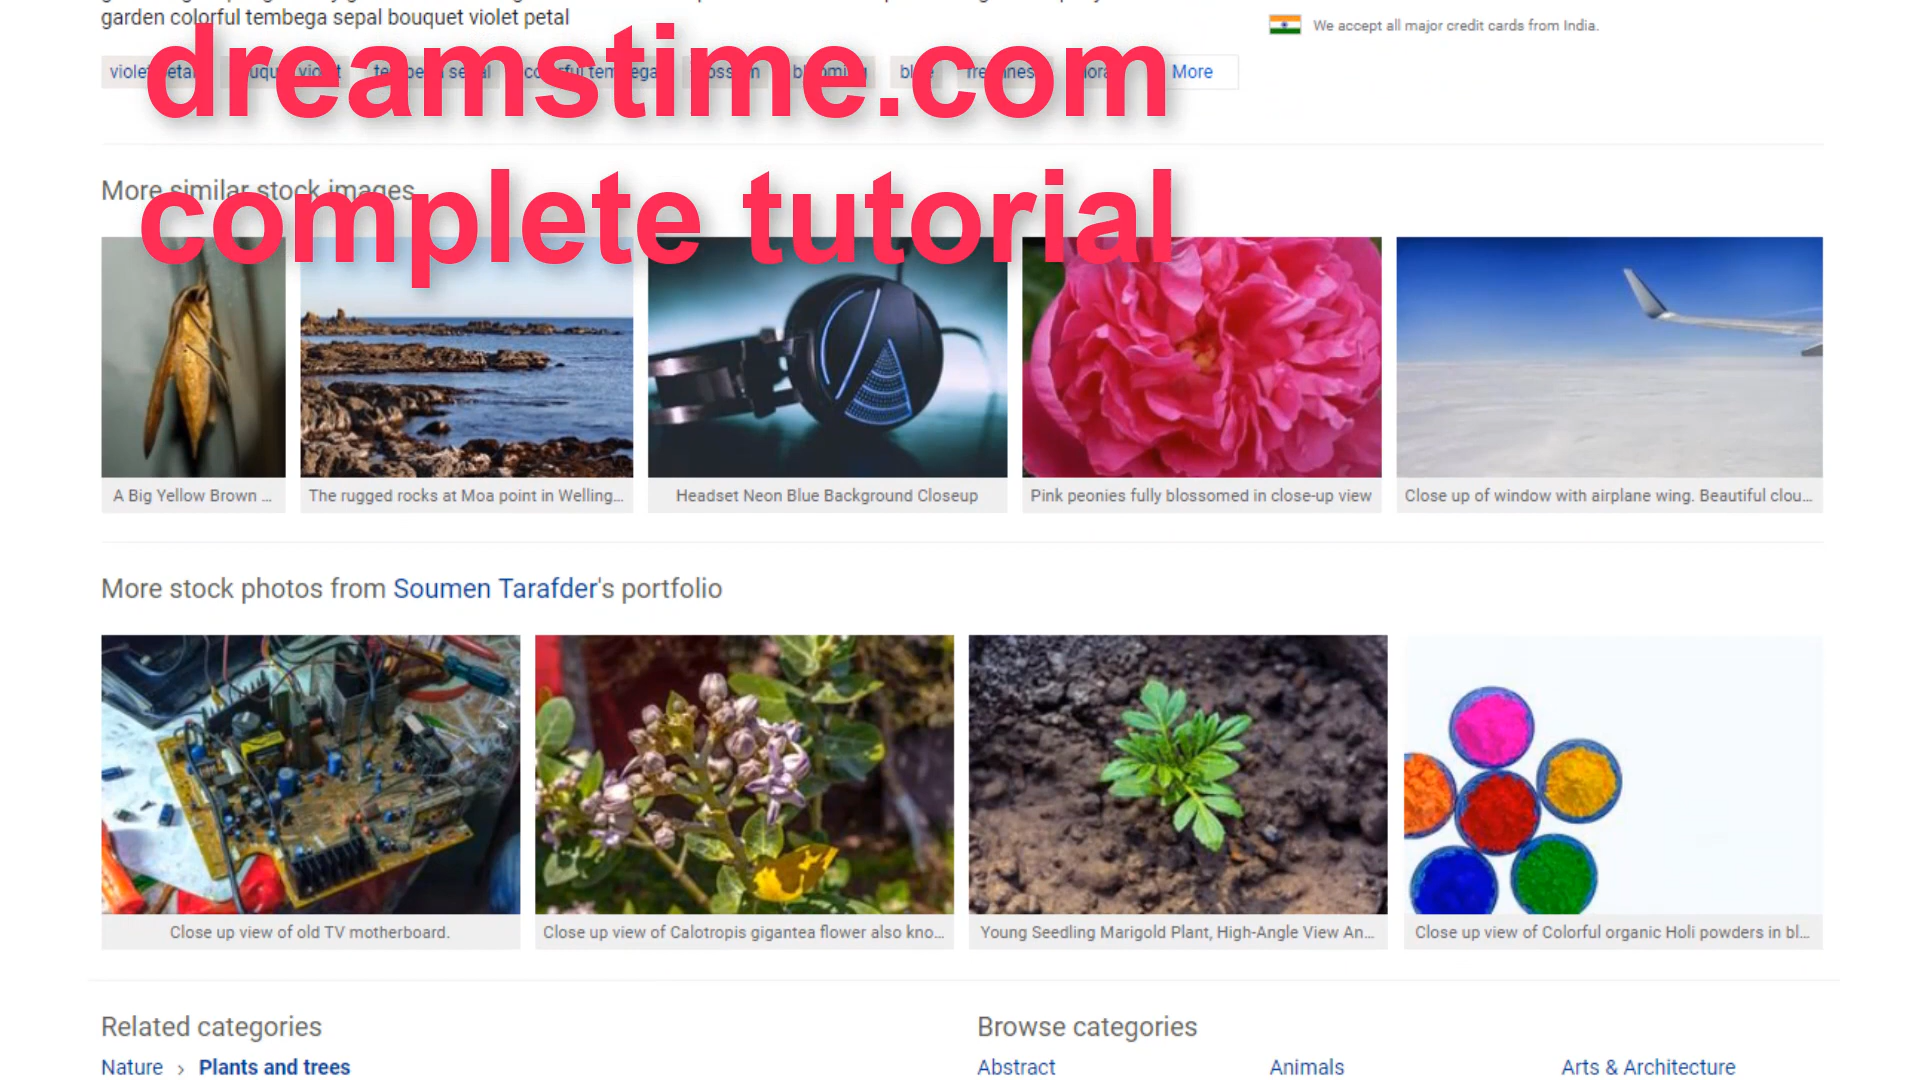 garden colorful tembega sepal bouquet violet petal
We accept all major credit cards from India.
dreamstime.com
More
More similar stock images
complete tutorial
A Big Yellow Brown ...
The rugged rocks at Moa point in Welling...
Headset Neon Blue Background Closeup
Pink peonies fully blossomed in close-up view
Close up of window with airplane wing. Beautiful clou...
More stock photos from Soumen Tarafder's portfolio
Close up view of old TV motherboard.
Close up view of Calotropis gigantea flower also kno...
Young Seedling Marigold Plant, High-Angle View An...
Close up view of Colorful organic Holi powders in bl...
Related categories
Browse categories
Nature › Plants and trees
Abstract
Animals
Arts & Architecture